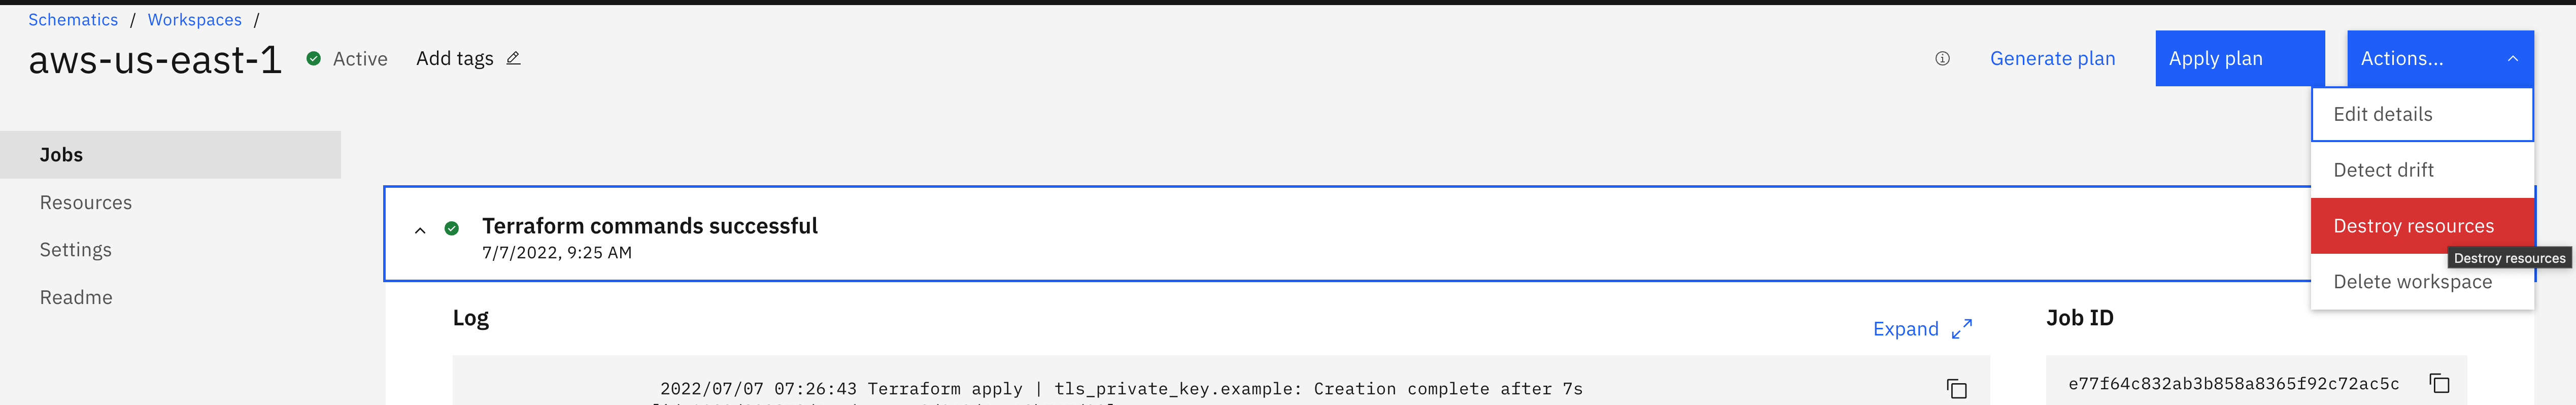 Schematics / Workspaces /
aws-us-east-1 Active Add tags Generate plan Apply plan Actions...
Edit details
Detect drift
Destroy resources
Destroy resources
Delete workspace
Jobs
Resources
Settings
Readme
Terraform commands successful
7/7/2022, 9:25 AM
Log Expand
2022/07/07 07:26:43 Terraform apply | tls_private_key.example: Creation complete after 7s
Job ID
e77f64c832ab3b858a8365f92c72ac5c